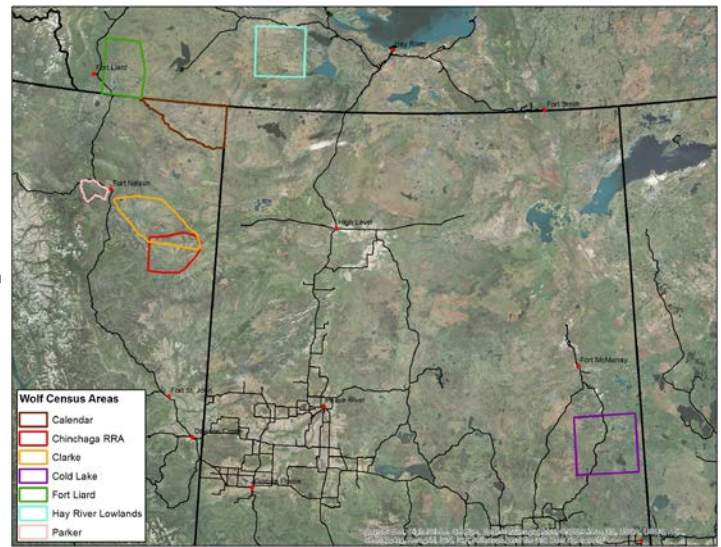 Hay River
Fort Liard
Fort Smith
Fort Nelson
High Level
Fort McMurray
Fort St. John
Peace River
Wolf Census Areas
Calendar
Chinchaga RRA
Clarke
Cold Lake
Fort Liard
Hay River Lowlands
Parker